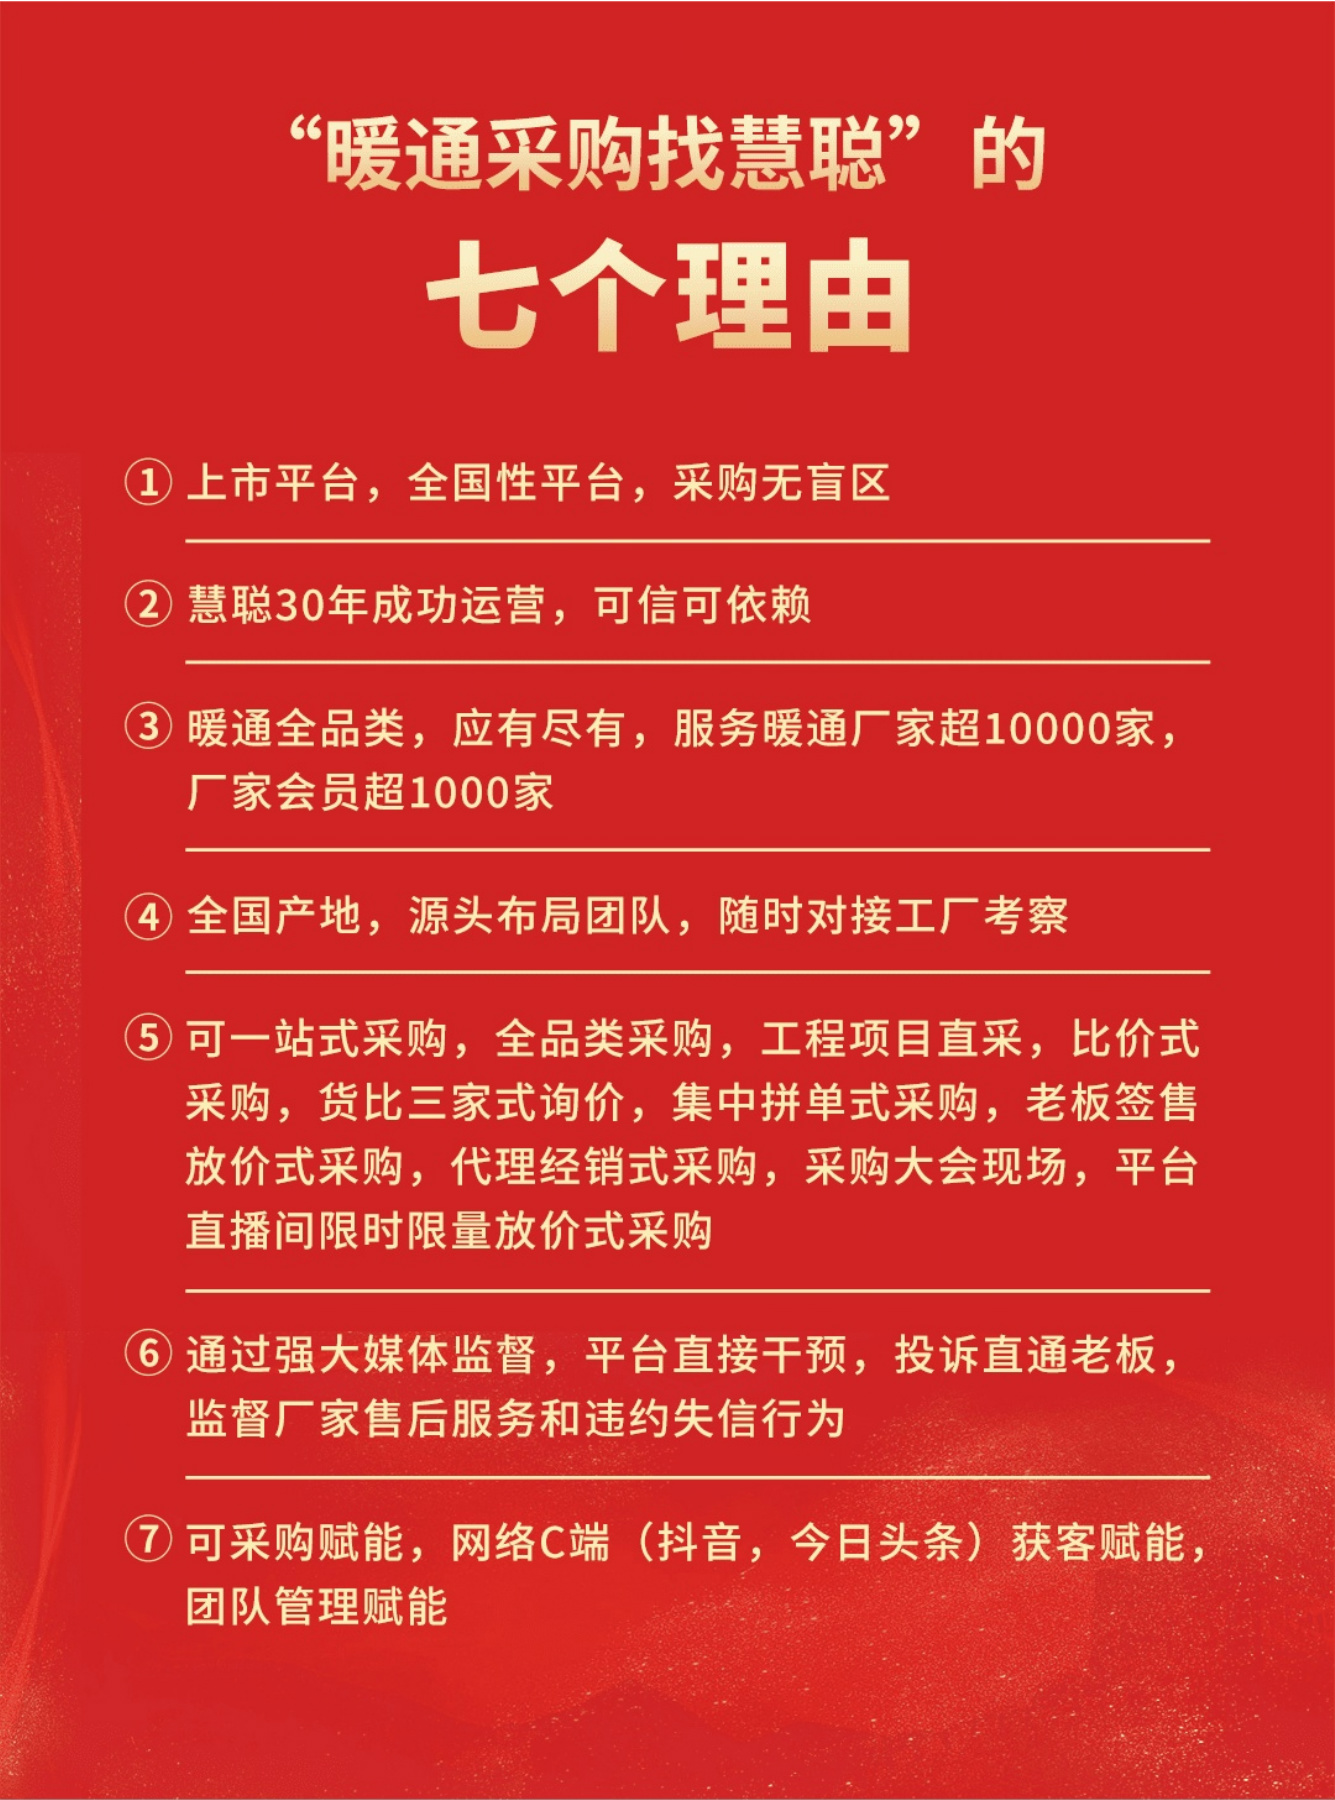 “暖通采购找慧聪”的
七个理由
① 上市平台，全国性平台，采购无盲区
② 慧聪30年成功运营，可信可依赖
③ 暖通全品类，应有尽有，服务暖通厂家超10000家，
厂家会员超1000家
④ 全国产地，源头布局团队，随时对接工厂考察
⑤ 可一站式采购，全品类采购，工程项目直采，比价式
采购，货比三家式询价，集中拼单式采购，老板签售
放价式采购，代理经销式采购，采购大会现场，平台
直播间限时限量放价式采购
⑥ 通过强大媒体监督，平台直接干预，投诉直通老板，
监督厂家售后服务和违约失信行为
⑦ 可采购赋能，网络C端（抖音，今日头条）获客赋能，
团队管理赋能